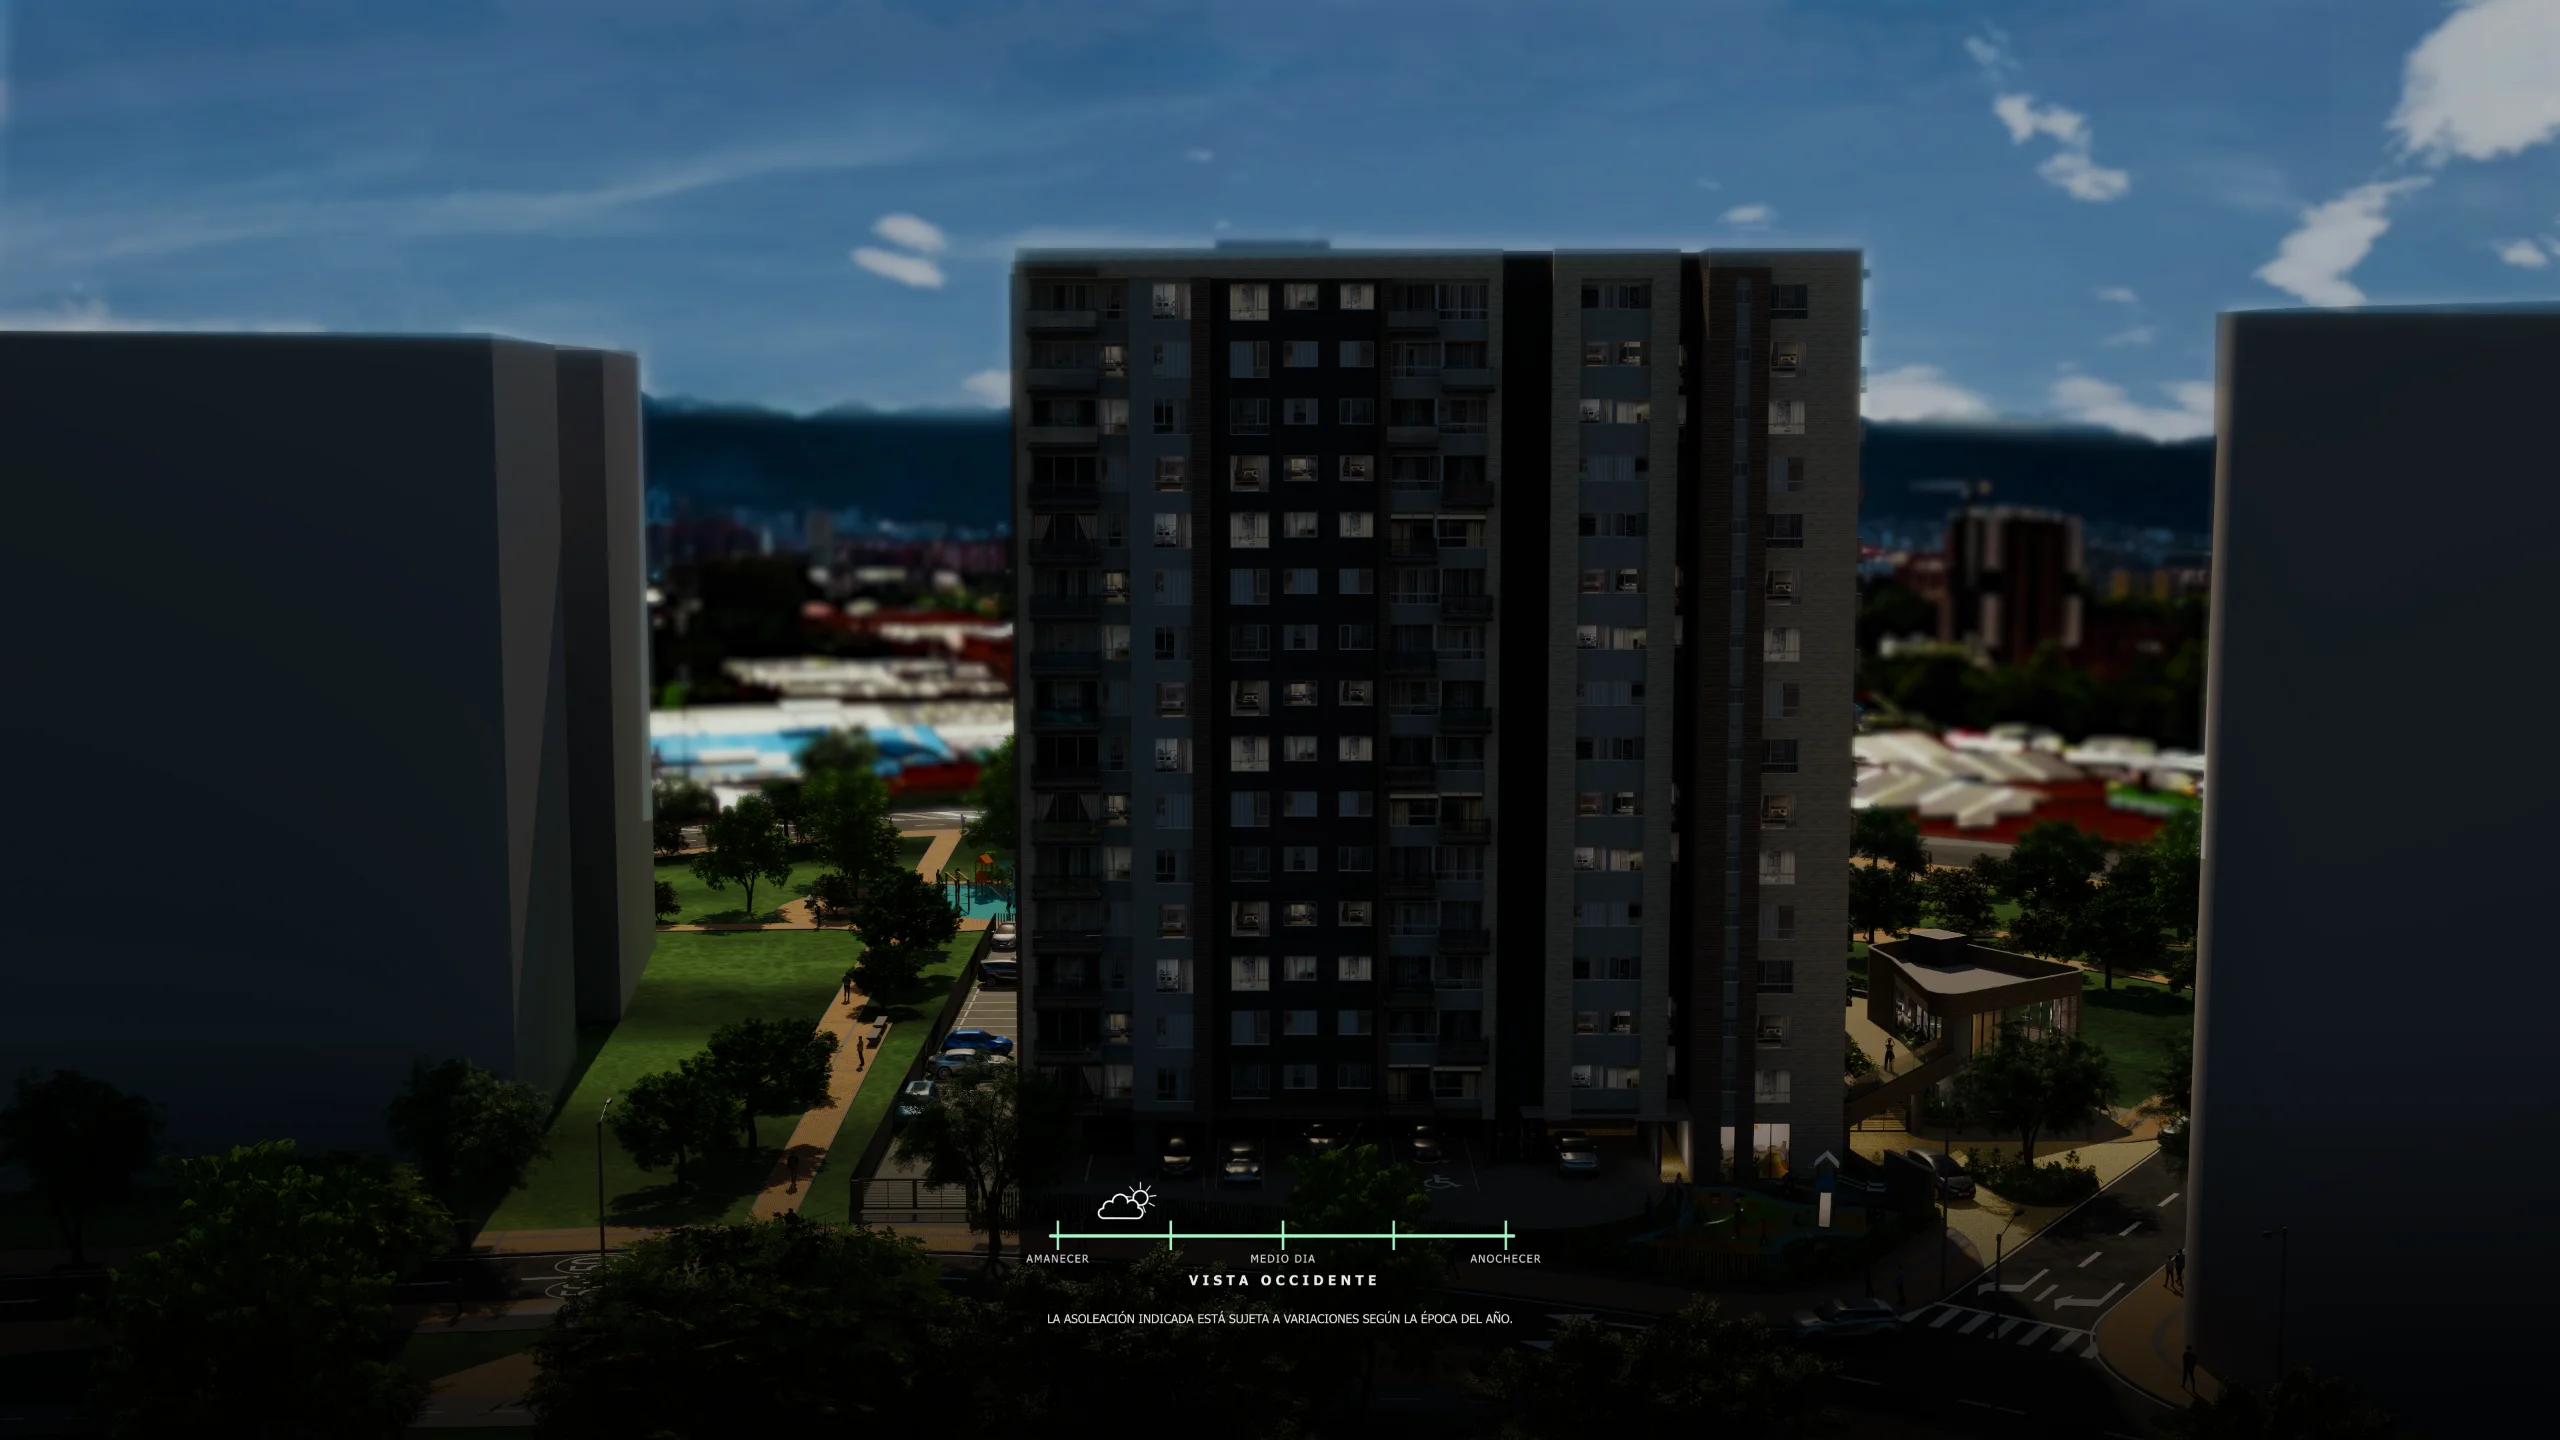 AMANECER MEDIO DIA ANOCHECER
VISTA OCCIDENTE
LA ASOLEACIÓN INDICADA ESTÁ SUJETA A VARIACIONES SEGÚN LA ÉPOCA DEL AÑO.